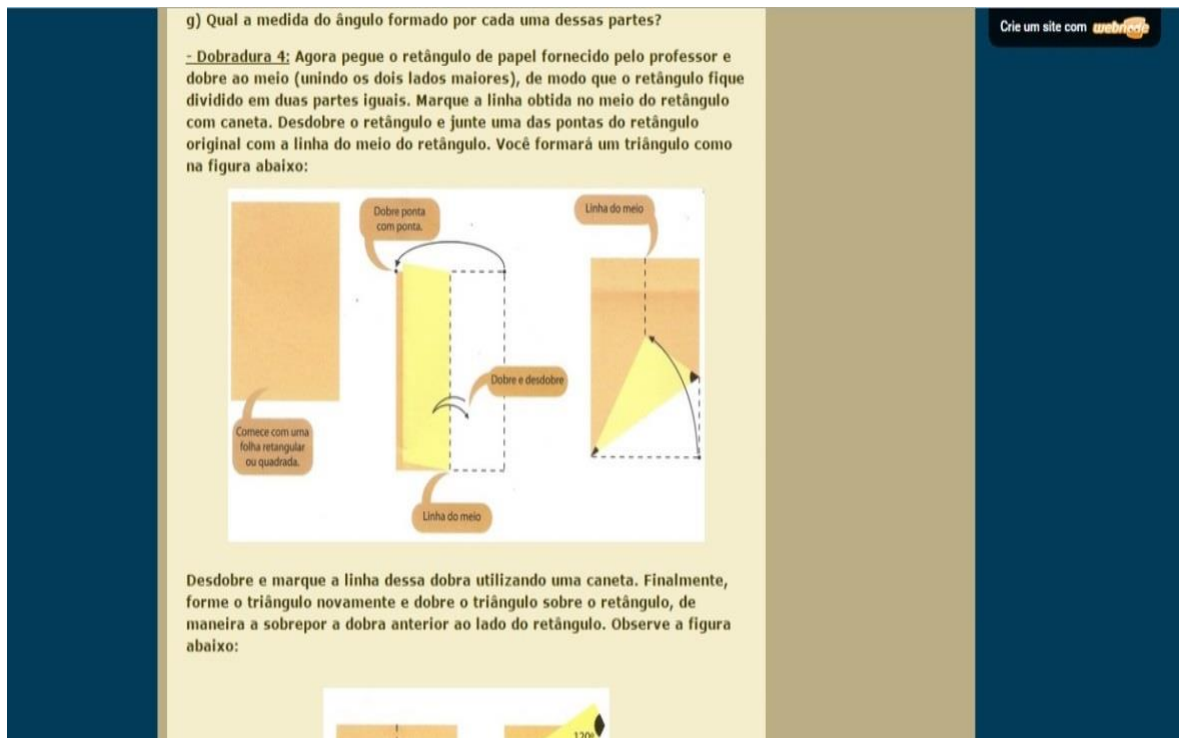 g) Qual a medida do ângulo formado por cada uma dessas partes?
Crie um site com webnode
- Dobradura 4: Agora pegue o retângulo de papel fornecido pelo professor e
dobre ao meio (unindo os dois lados maiores), de modo que o retângulo fique
dividido em duas partes iguais. Marque a linha obtida no meio do retângulo
com caneta. Desdobre o retângulo e junte uma das pontas do retângulo
original com a linha do meio do retângulo. Você formará um triângulo como
na figura abaixo:
Dobre ponta
com ponta.
Linha do meio
Dobre e desdobre
Comece com uma
folha retangular
ou quadrada.
Linha do meio
Desdobre e marque a linha dessa dobra utilizando uma caneta. Finalmente,
forme o triângulo novamente e dobre o triângulo sobre o retângulo, de
maneira a sobrepor a dobra anterior ao lado do retângulo. Observe a figura
abaixo:
120º